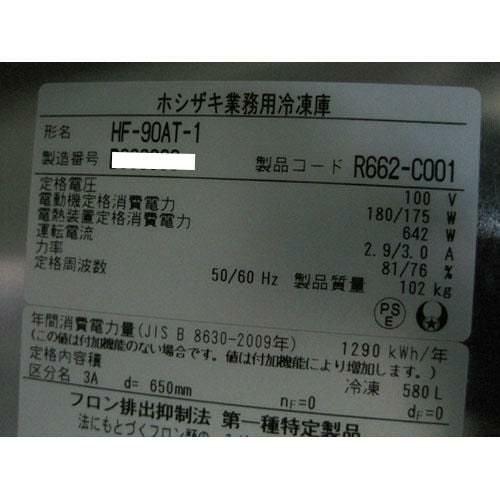 ホシザキ業務用冷凍庫
形名 HF-90AT-1
製造番号 製品コード R662-C001
定格電圧 100 V
電動機定格消費電力 180/175 W
電熱装置定格消費電力 642 W
運転電流 2.9/3.0 A
力率 81/76 %
定格周波数 50/60 Hz 製品質量 102 kg
PS
E
年間消費電力量(JIS B 8630-2009年) 1290 kWh/年
(この値は付加機能のない場合です。値は付加機能により増加します。)
定格内容積 冷凍 580 L
区分名 3A d= 650mm nF=0 dF=0
フロン排出抑制法 第一種特定製品